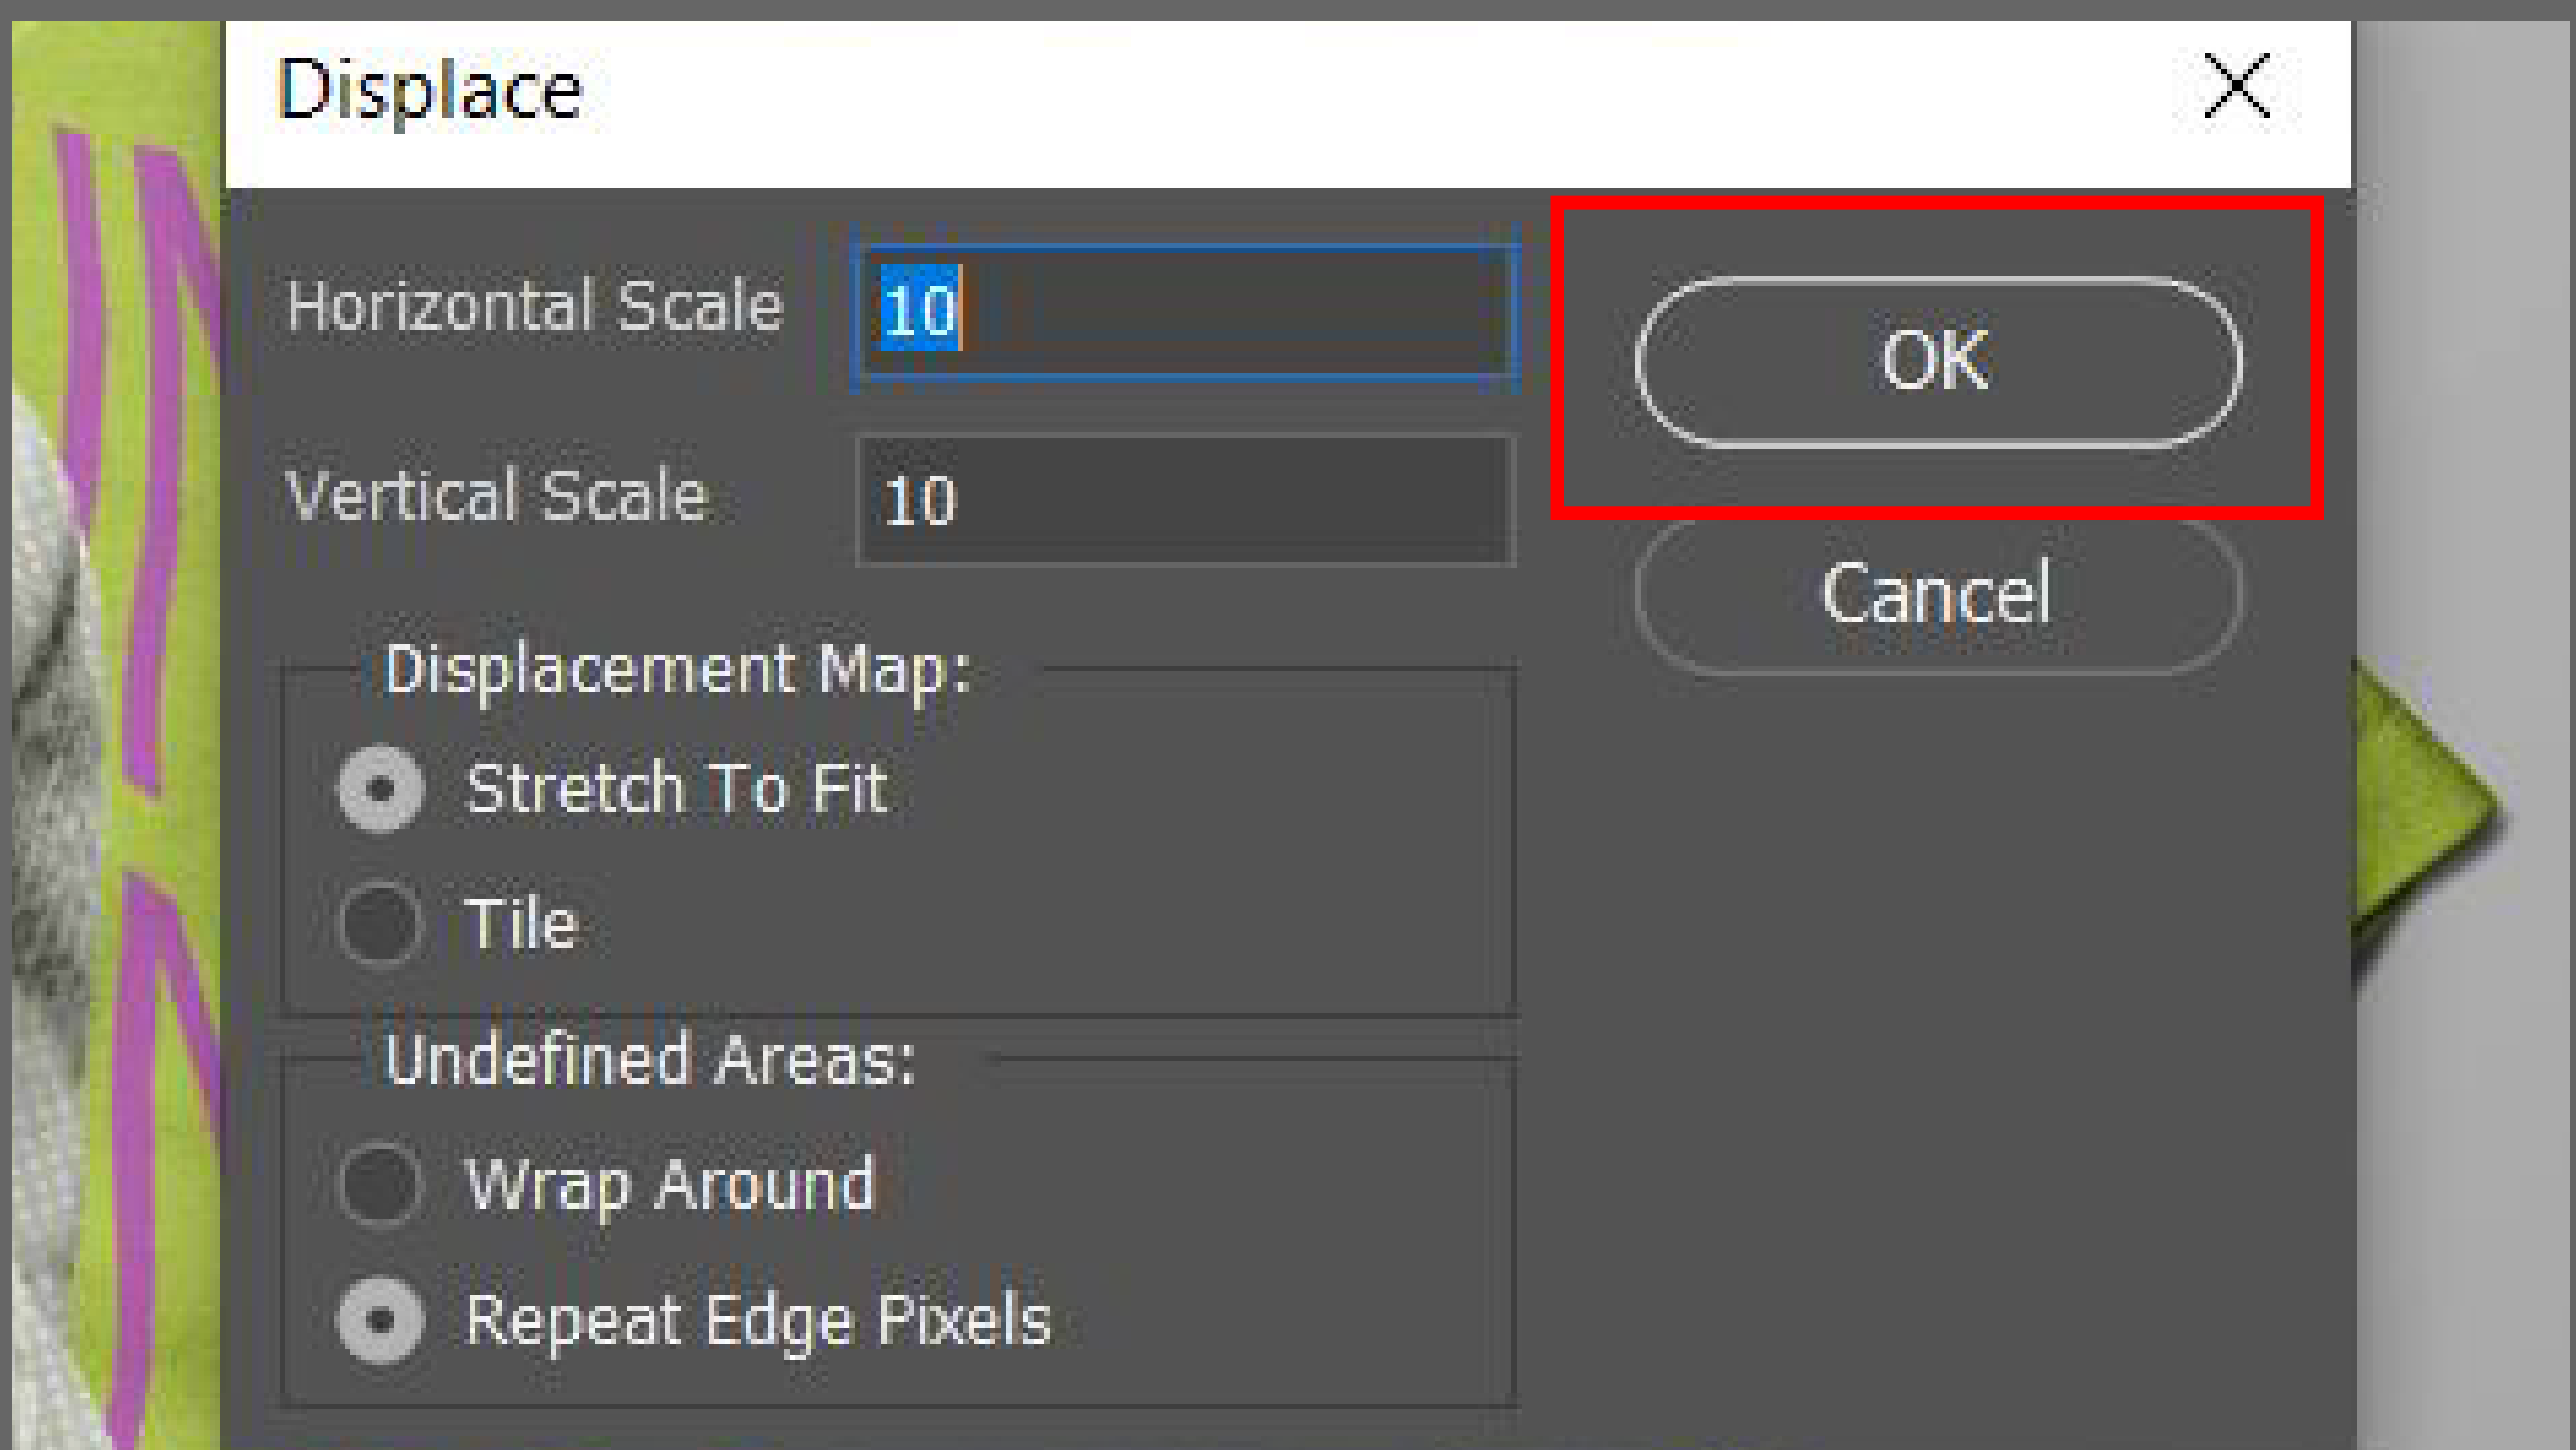 Displace
Horizontal Scale 10
OK
Vertical Scale 10
Cancel
Displacement Map:
Stretch To Fit
Tile
Undefined Areas:
Wrap Around
Repeat Edge Pixels